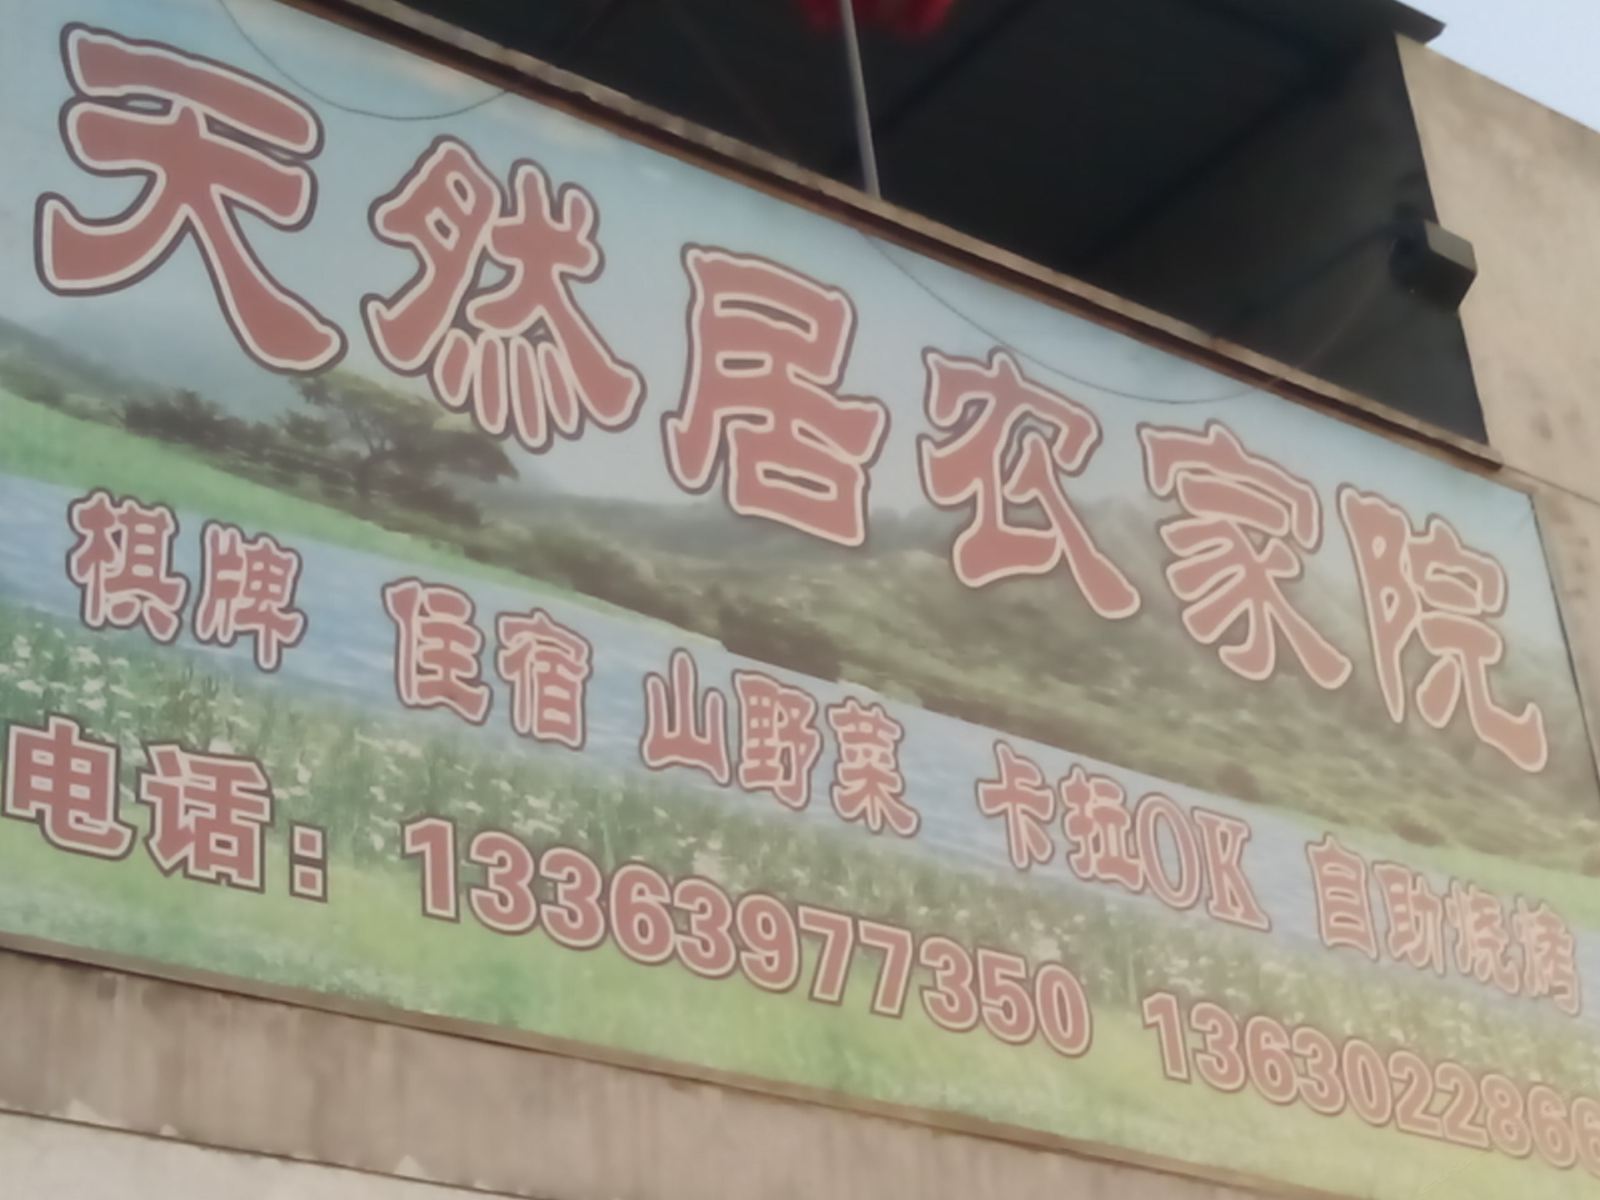 天然居农家院
棋牌 住宿 山野菜 卡拉OK 自助烧烤
电话：13363977350 13630228666